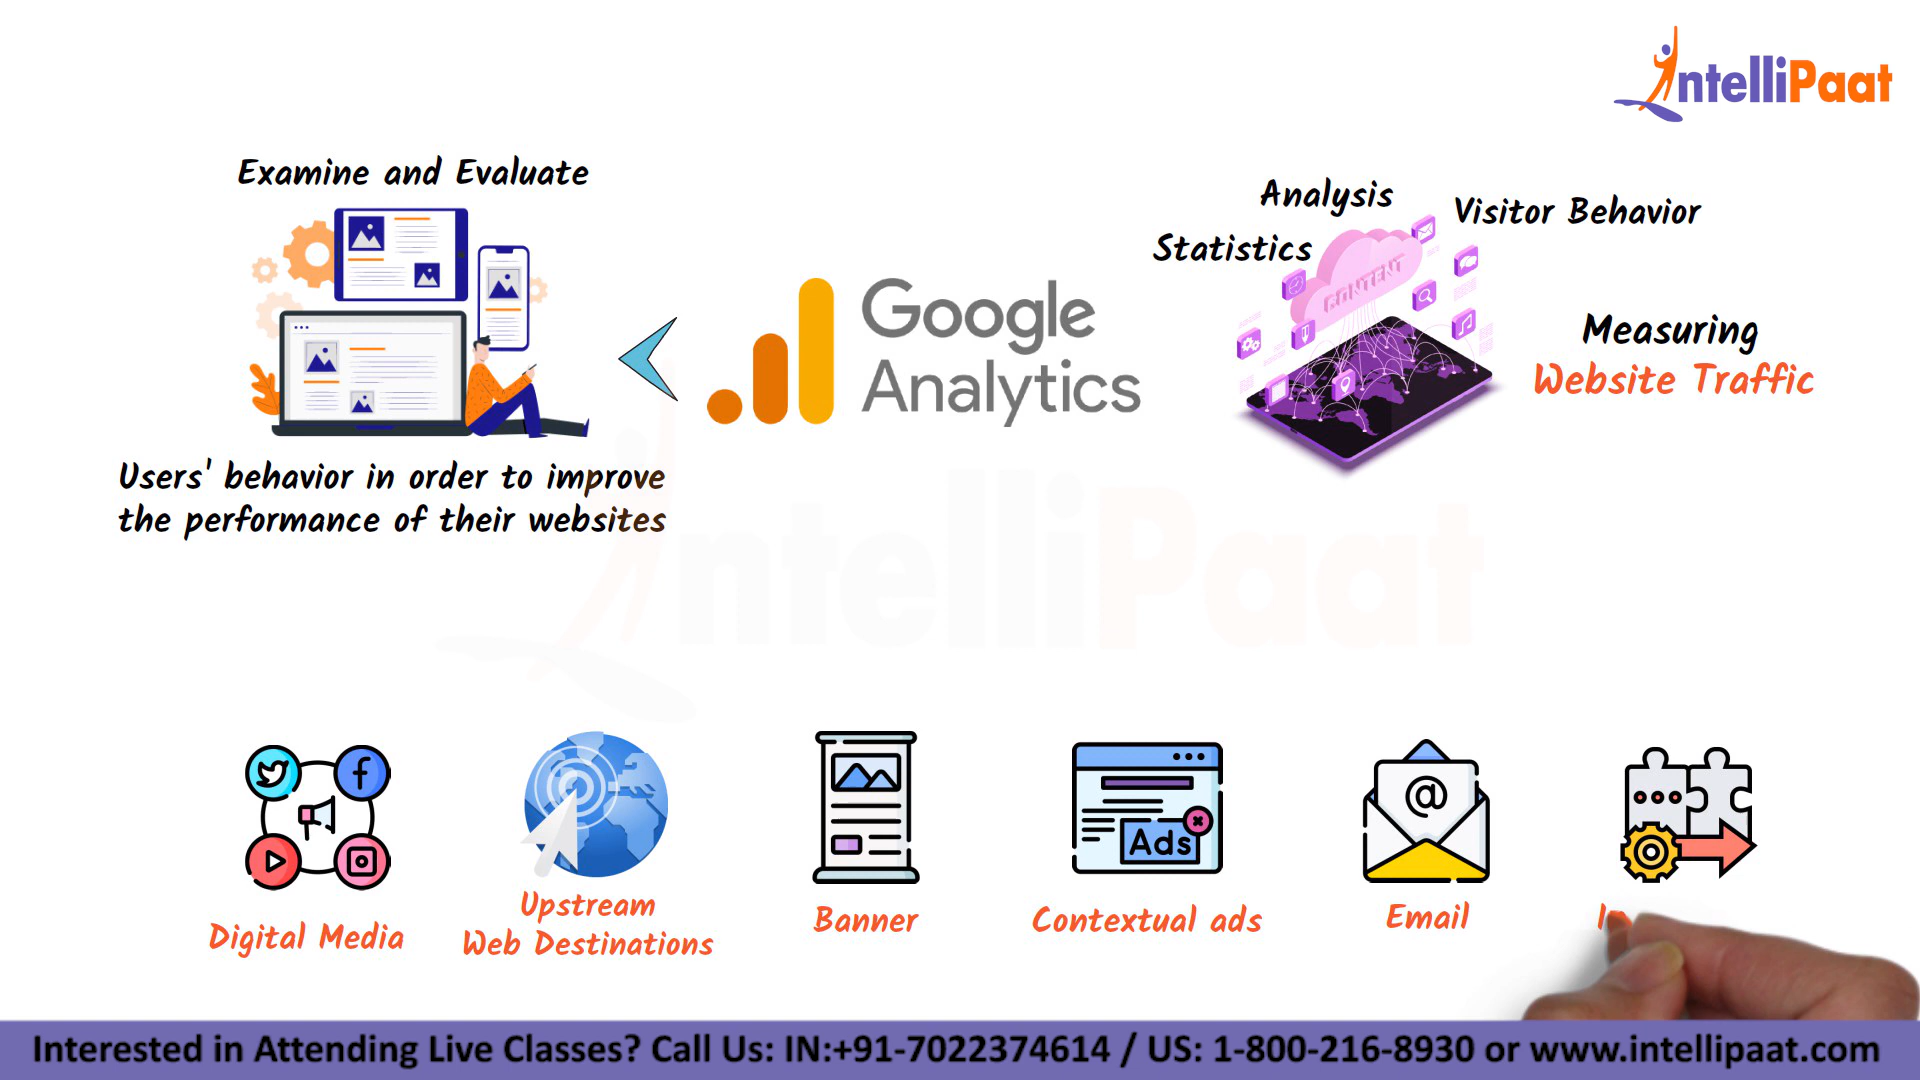 IntelliPaat
Examine and Evaluate
Users' behavior in order to improve
the performance of their websites
Google
Analytics
Analysis
Statistics
Visitor Behavior
CONTENT
Measuring
Website Traffic
IntelliPaat
Digital Media
Upstream
Web Destinations
Banner
Ads
Contextual ads
@
Email
Interested in Attending Live Classes? Call Us: IN:+91-7022374614 / US: 1-800-216-8930 or www.intellipaat.com